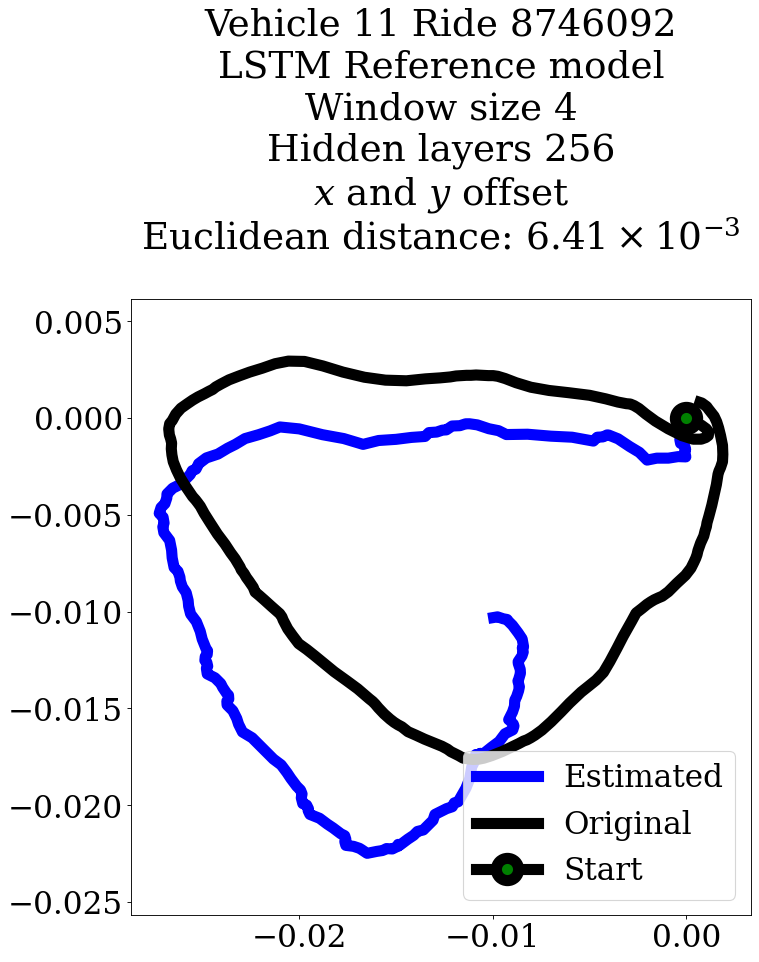 Vehicle 11 Ride 8746092
LSTM Reference model
Window size 4
Hidden layers 256
x and y offset
Euclidean distance: 6.41 × 10⁻³
0.005
0.000
−0.005
−0.010
−0.015
−0.020
−0.025
Estimated
Original
Start
−0.02
−0.01
0.00